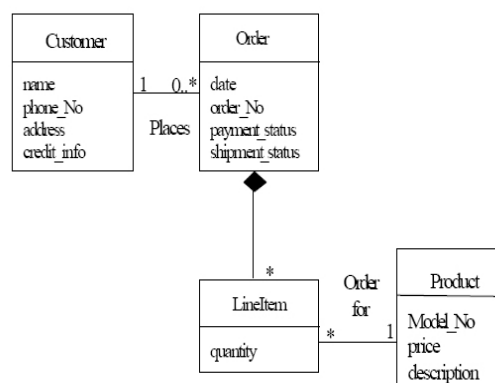 Customer
name
phone_No
address
credit_info
1 0..*
Places
Order
date
order_No
payment_status
shipment_status
*
LineItem
quantity
Order
for
* 1
Product
Model_No
price
description